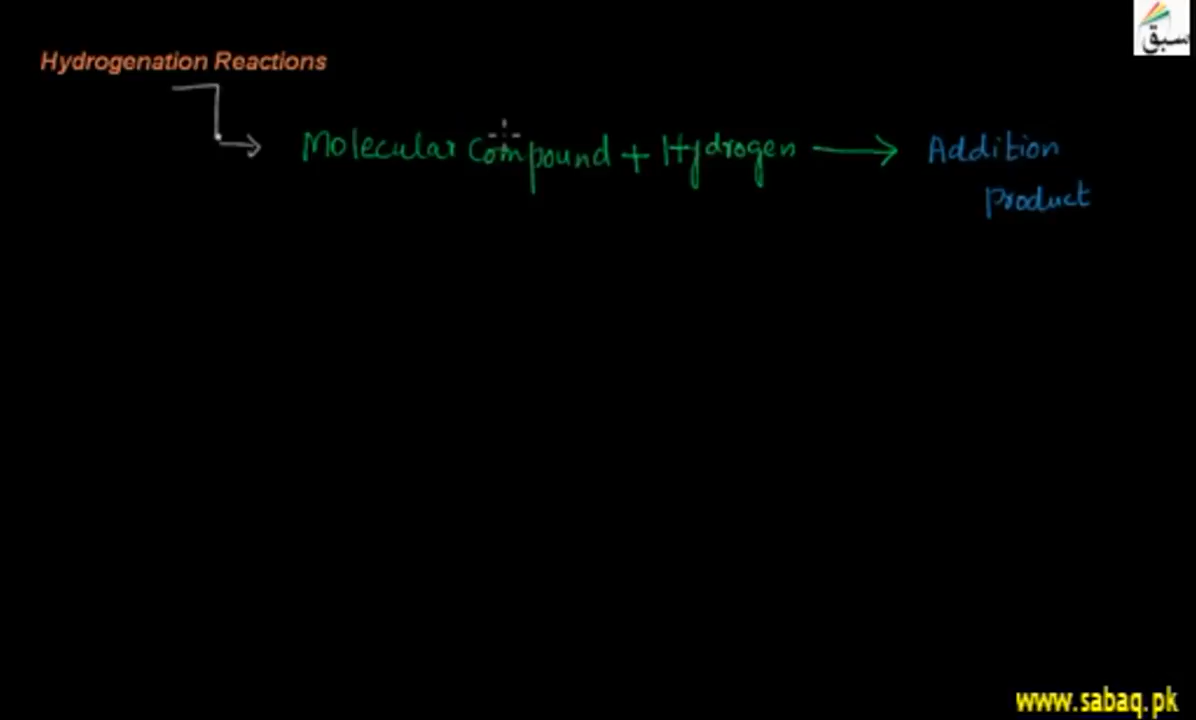 سبق
Hydrogenation Reactions
Molecular Compound + Hydrogen → Addition
Product
www.sabaq.pk